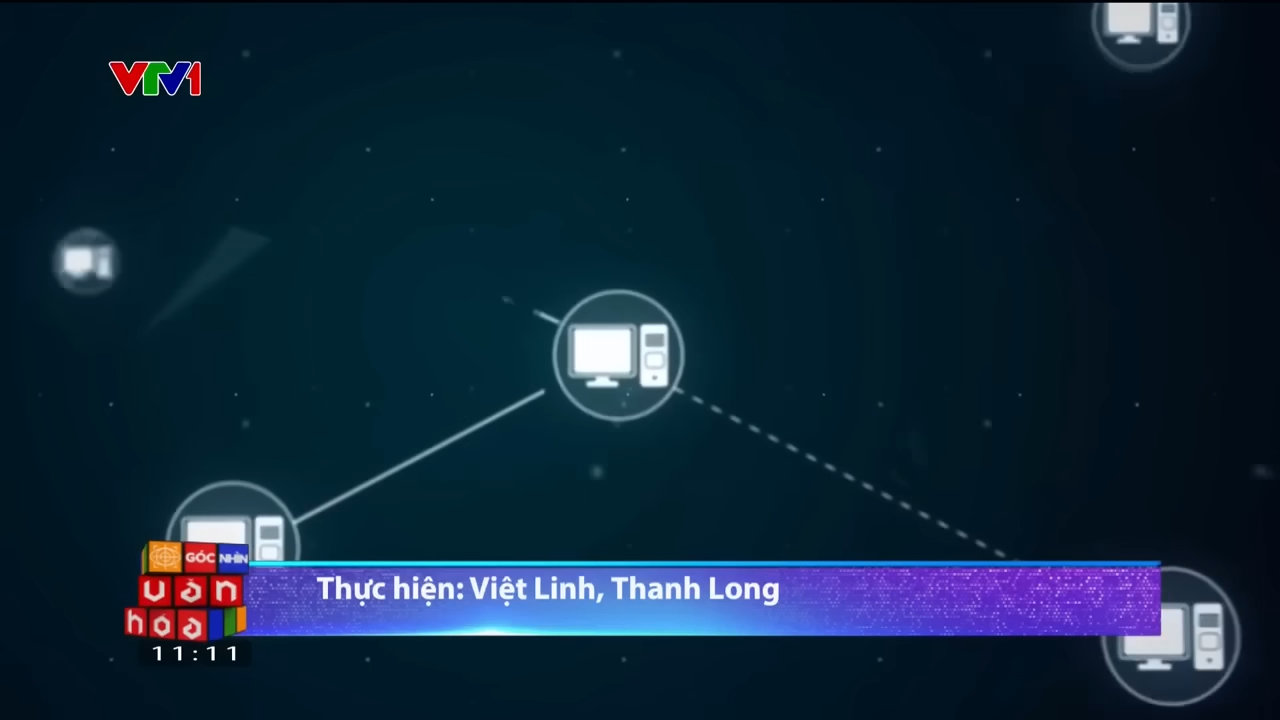 VTV1
Thực hiện: Việt Linh, Thanh Long
GÓC NHÌN
văn
hóa
11:11